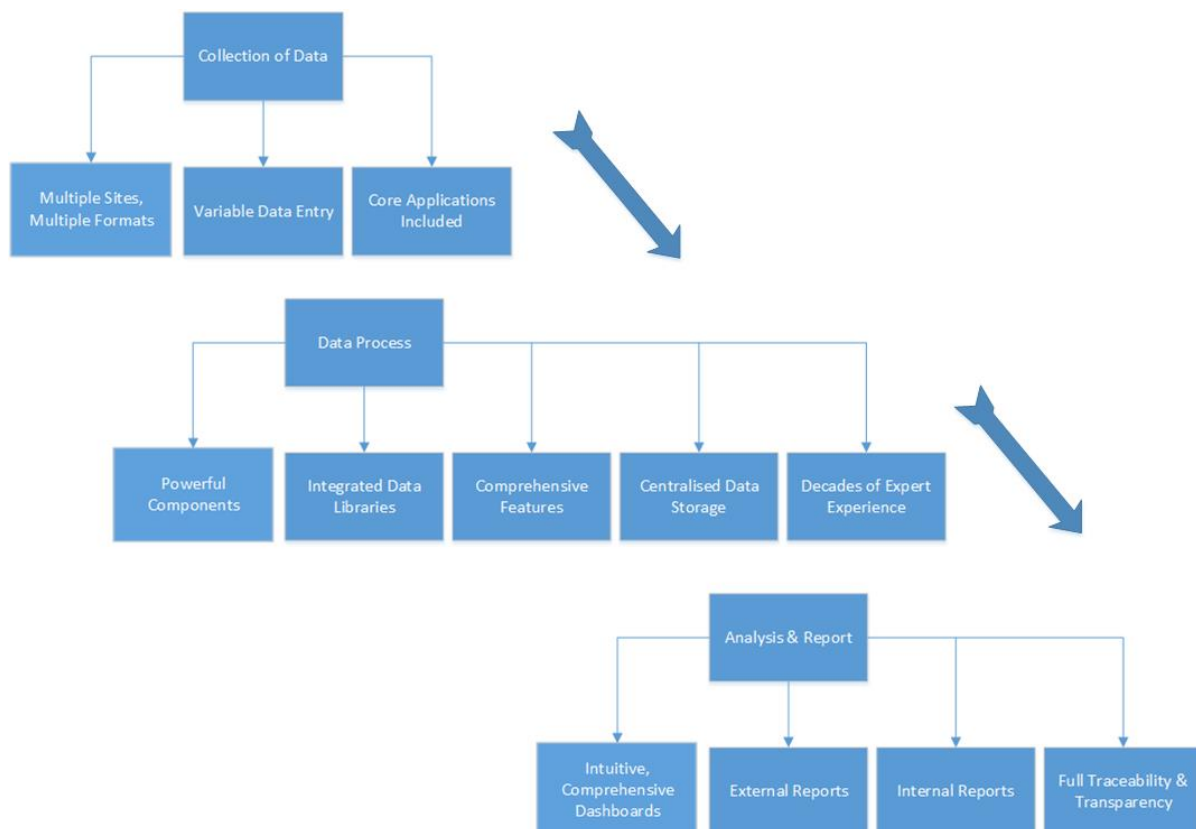 Collection of Data
Multiple Sites,
Multiple Formats
Variable Data Entry
Core Applications
Included
Data Process
Powerful
Components
Integrated Data
Libraries
Comprehensive
Features
Centralised Data
Storage
Decades of Expert
Experience
Analysis & Report
Intuitive,
Comprehensive
Dashboards
External Reports
Internal Reports
Full Traceability &
Transparency